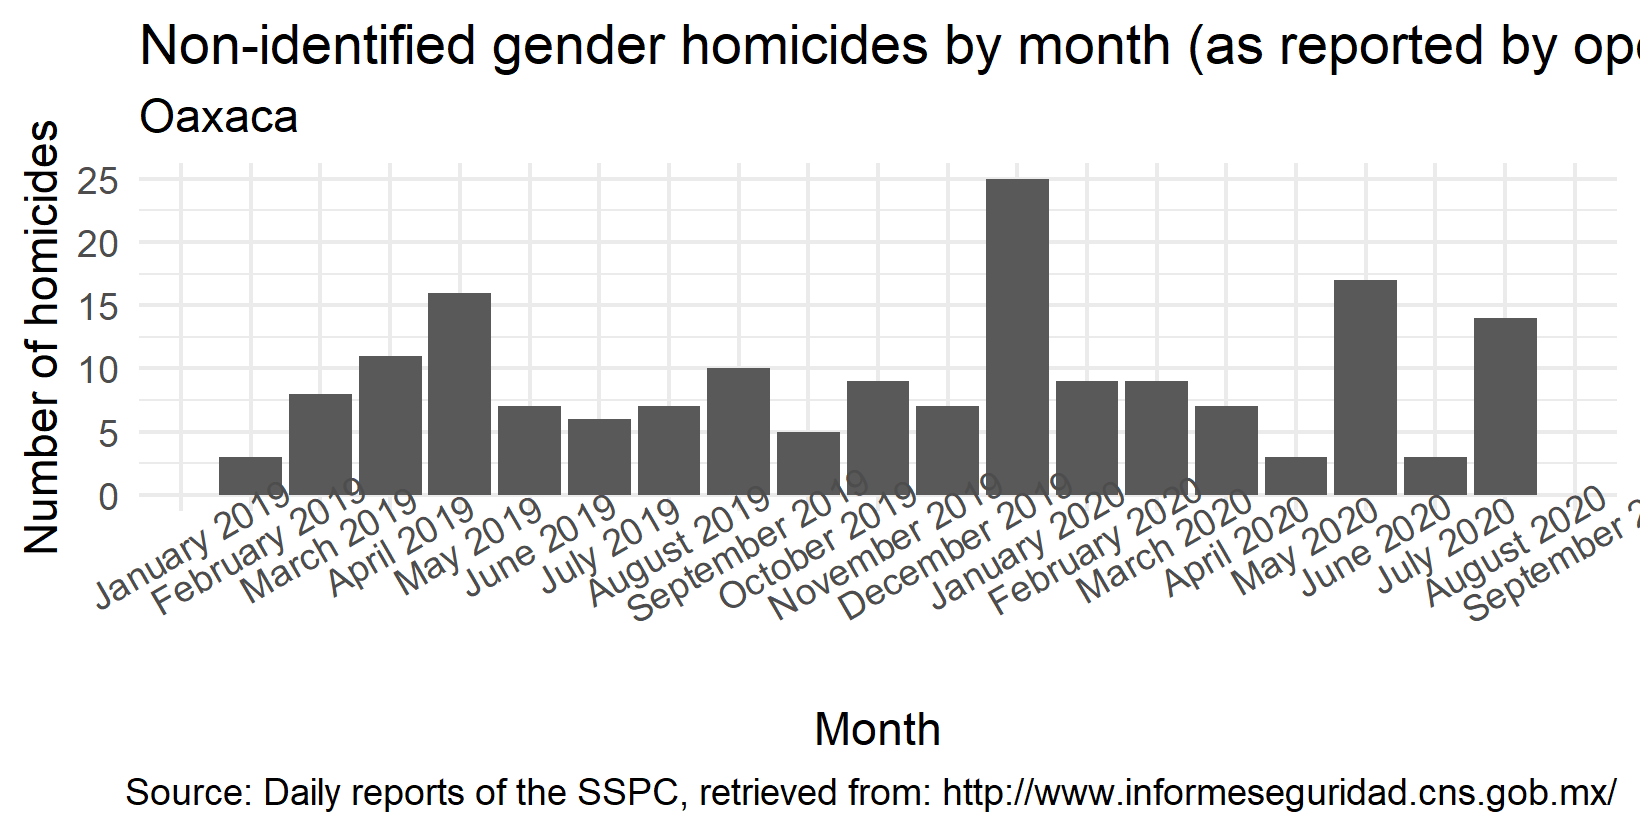 Non-identified gender homicides by month (as reported by ope
Oaxaca
Number of homicides
25
20
15
10
5
0
January 2019
February 2019
March 2019
April 2019
May 2019
June 2019
July 2019
August 2019
September 2019
October 2019
November 2019
December 2019
January 2020
February 2020
March 2020
April 2020
May 2020
June 2020
July 2020
August 2020
September 2
Month
Source: Daily reports of the SSPC, retrieved from: http://www.informeseguridad.cns.gob.mx/